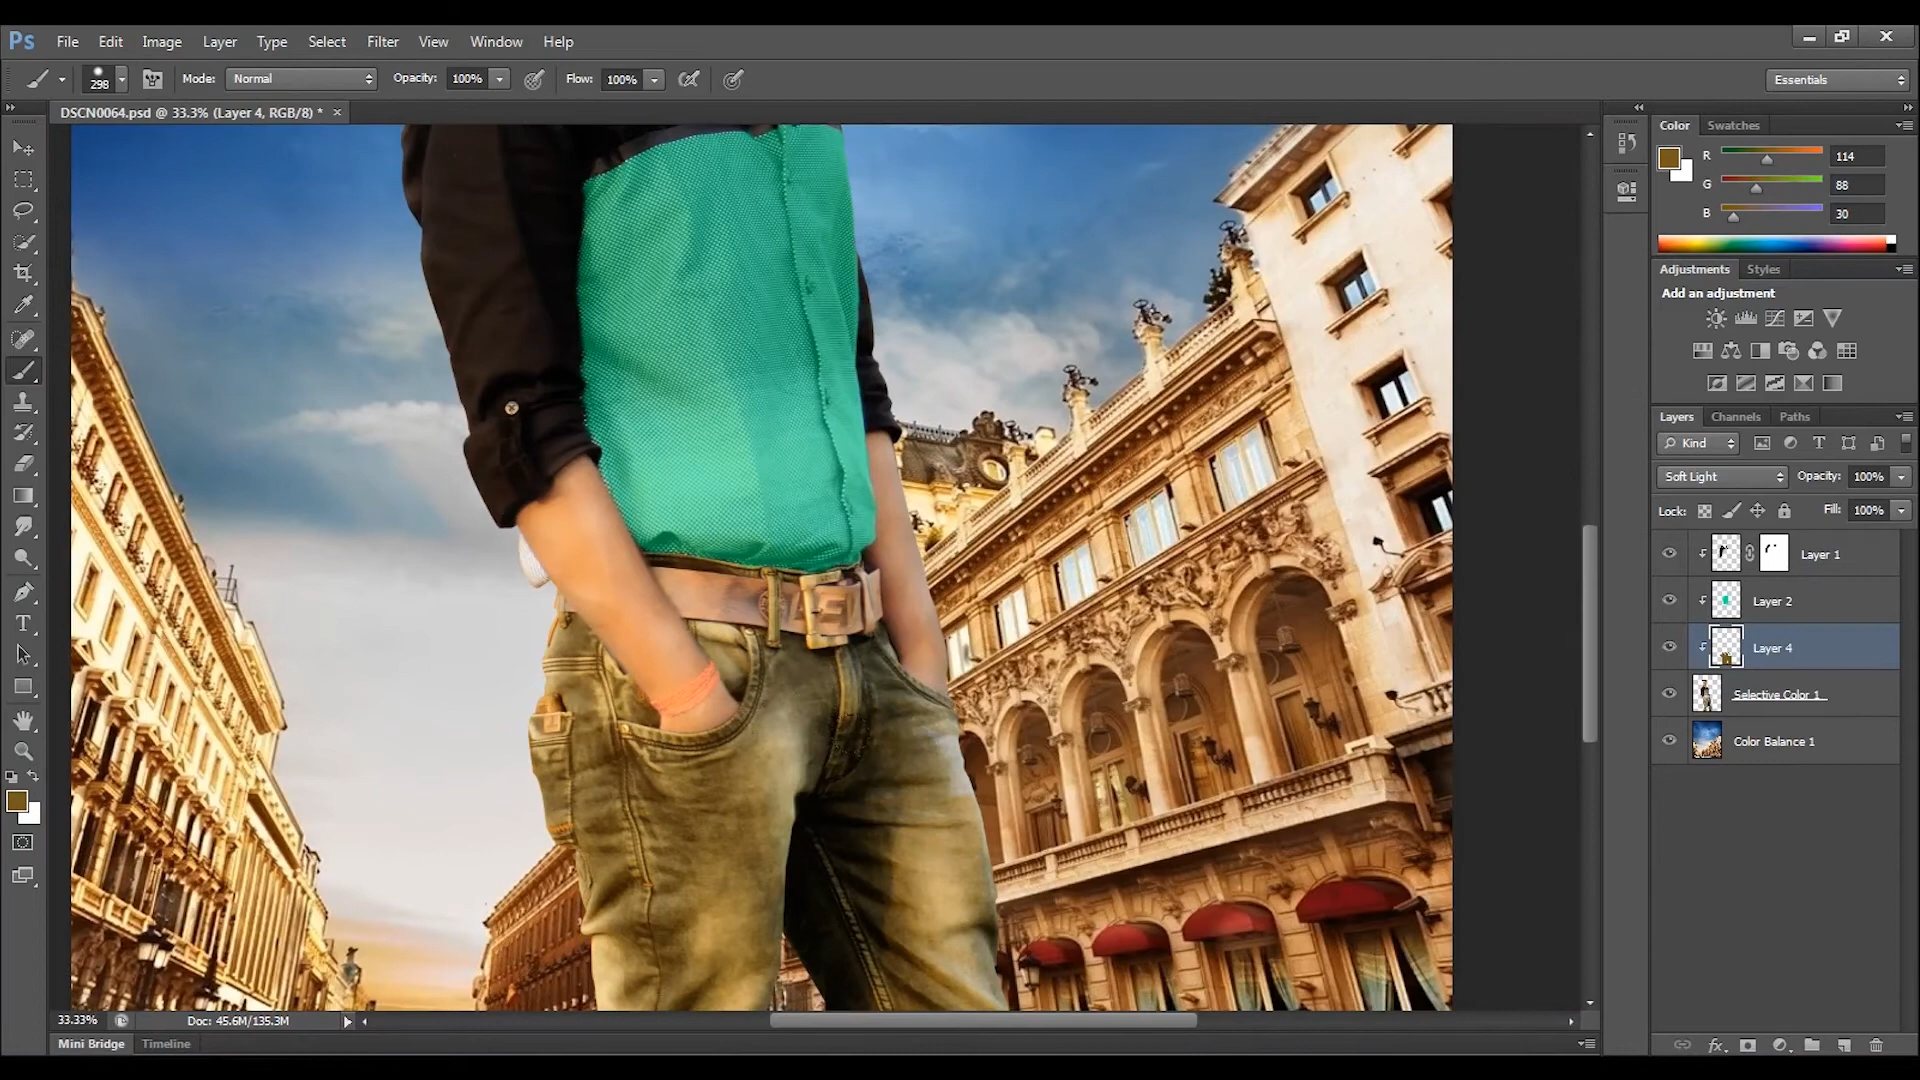 Ps File Edit Image Layer Type Select Filter View Window Help
298 Mode: Normal Opacity: 100% Flow: 100% Essentials
DSCN0064.psd @ 33.3% (Layer 4, RGB/8) * ×
Color Swatches
R 114
G 88
B 30
Adjustments Styles
Add an adjustment
Layers Channels Paths
Kind
Soft Light Opacity: 100%
Lock: Fill: 100%
Layer 1
Layer 2
Layer 4
Selective Color 1
Color Balance 1
33.33% Doc: 45.6M/135.3M
Mini Bridge Timeline